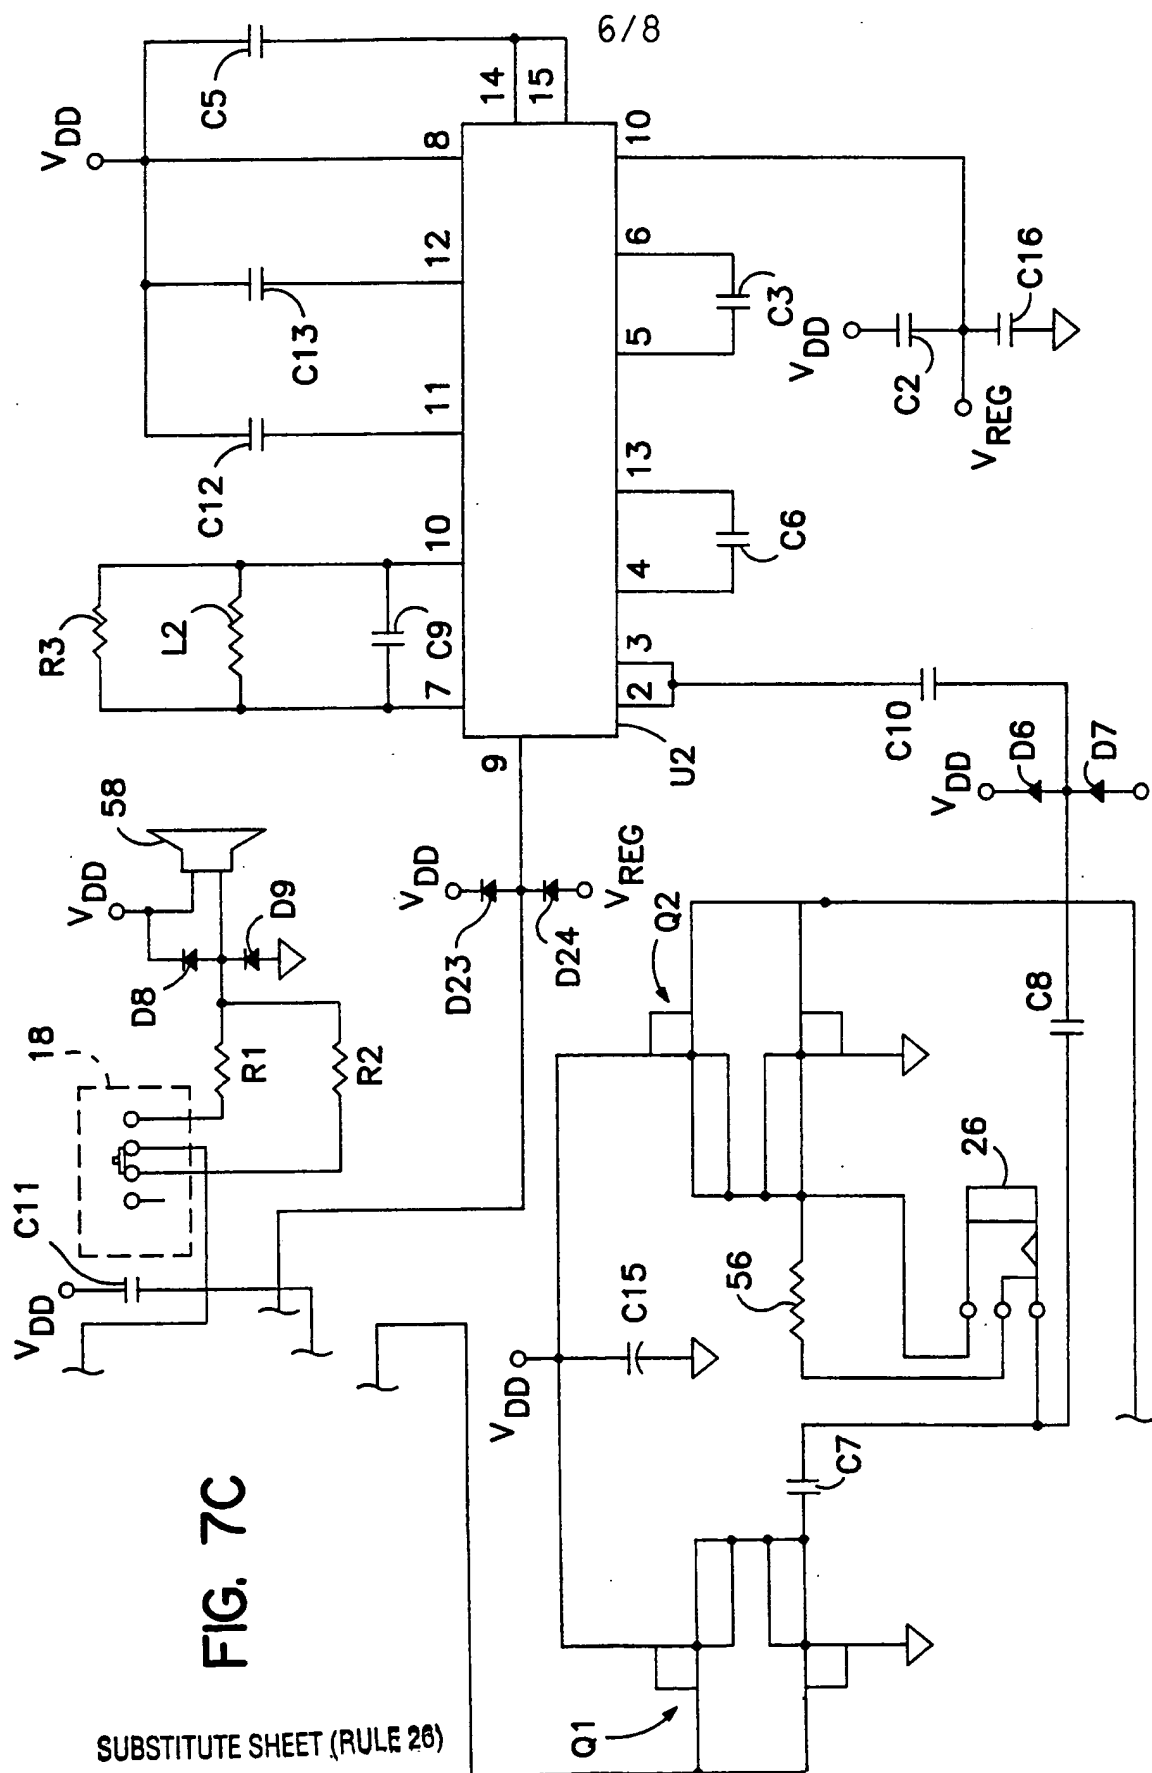 6/8
C11
18
VDD
58
R3
L2
C9
VDD
D8
D9
R1
R2
C12
C13
C5
VDD
7
10
11
12
8
14
15
9
U2
2
3
4
13
5
6
10
C6
C3
VDD
C2
C16
VREG
VDD
D23
D24
VREG
C10
VDD
D6
D7
Q2
C8
VDD
C15
56
26
C7
Q1
FIG. 7C
SUBSTITUTE SHEET (RULE 26)